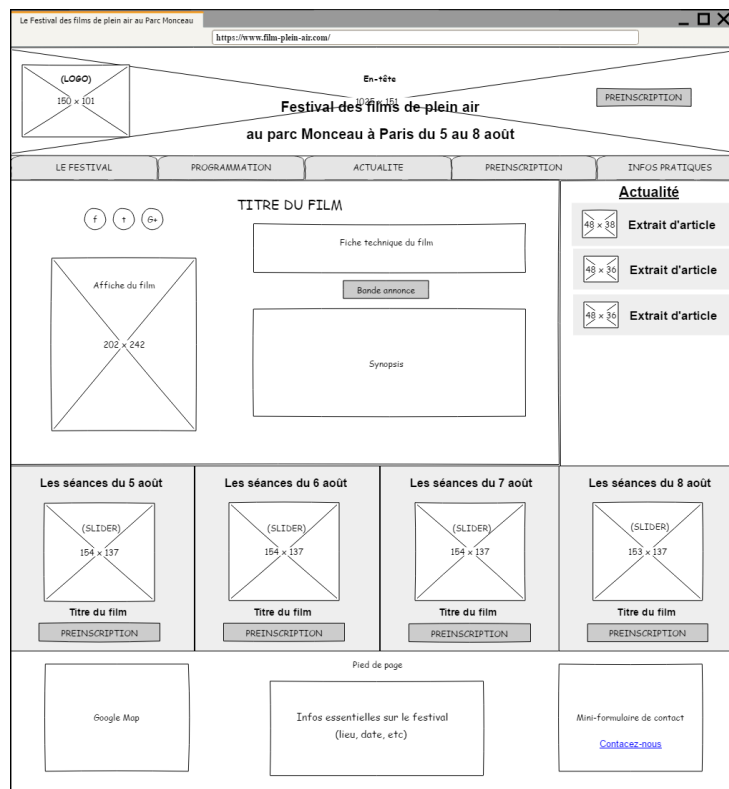 Le Festival des films de plein air au Parc Monceau
https://www.film-plein-air.com/
(LOGO)
150 x 101
En-tête
Festival des films de plein air
au parc Monceau à Paris du 5 au 8 août
PREINSCRIPTION
LE FESTIVAL
PROGRAMMATION
ACTUALITE
PREINSCRIPTION
INFOS PRATIQUES
f
t
G+
TITRE DU FILM
Fiche technique du film
Bande annonce
Affiche du film
202 x 242
Synopsis
Actualité
48 x 38
Extrait d'article
48 x 36
Extrait d'article
48 x 36
Extrait d'article
Les séances du 5 août
(SLIDER)
154 x 137
Titre du film
PREINSCRIPTION
Les séances du 6 août
(SLIDER)
154 x 137
Titre du film
PREINSCRIPTION
Les séances du 7 août
(SLIDER)
154 x 137
Titre du film
PREINSCRIPTION
Les séances du 8 août
(SLIDER)
153 x 137
Titre du film
PREINSCRIPTION
Pied de page
Google Map
Infos essentielles sur le festival
(lieu, date, etc)
Mini-formulaire de contact
Contacez-nous